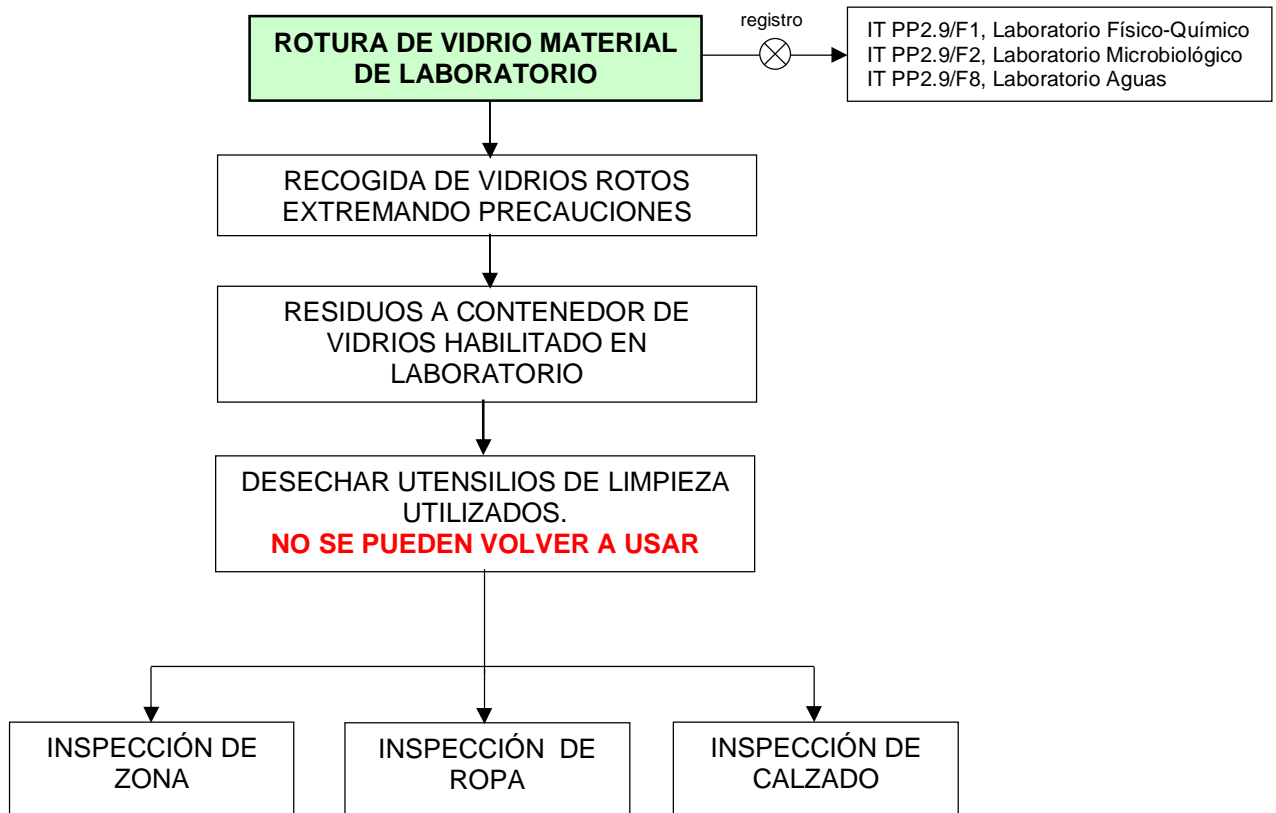 ROTURA DE VIDRIO MATERIAL
DE LABORATORIO
registro
IT PP2.9/F1, Laboratorio Físico-Químico
IT PP2.9/F2, Laboratorio Microbiológico
IT PP2.9/F8, Laboratorio Aguas
RECOGIDA DE VIDRIOS ROTOS
EXTREMANDO PRECAUCIONES
RESIDUOS A CONTENEDOR DE
VIDRIOS HABILITADO EN
LABORATORIO
DESECHAR UTENSILIOS DE LIMPIEZA
UTILIZADOS.
NO SE PUEDEN VOLVER A USAR
INSPECCIÓN DE
ZONA
INSPECCIÓN DE
ROPA
INSPECCIÓN DE
CALZADO